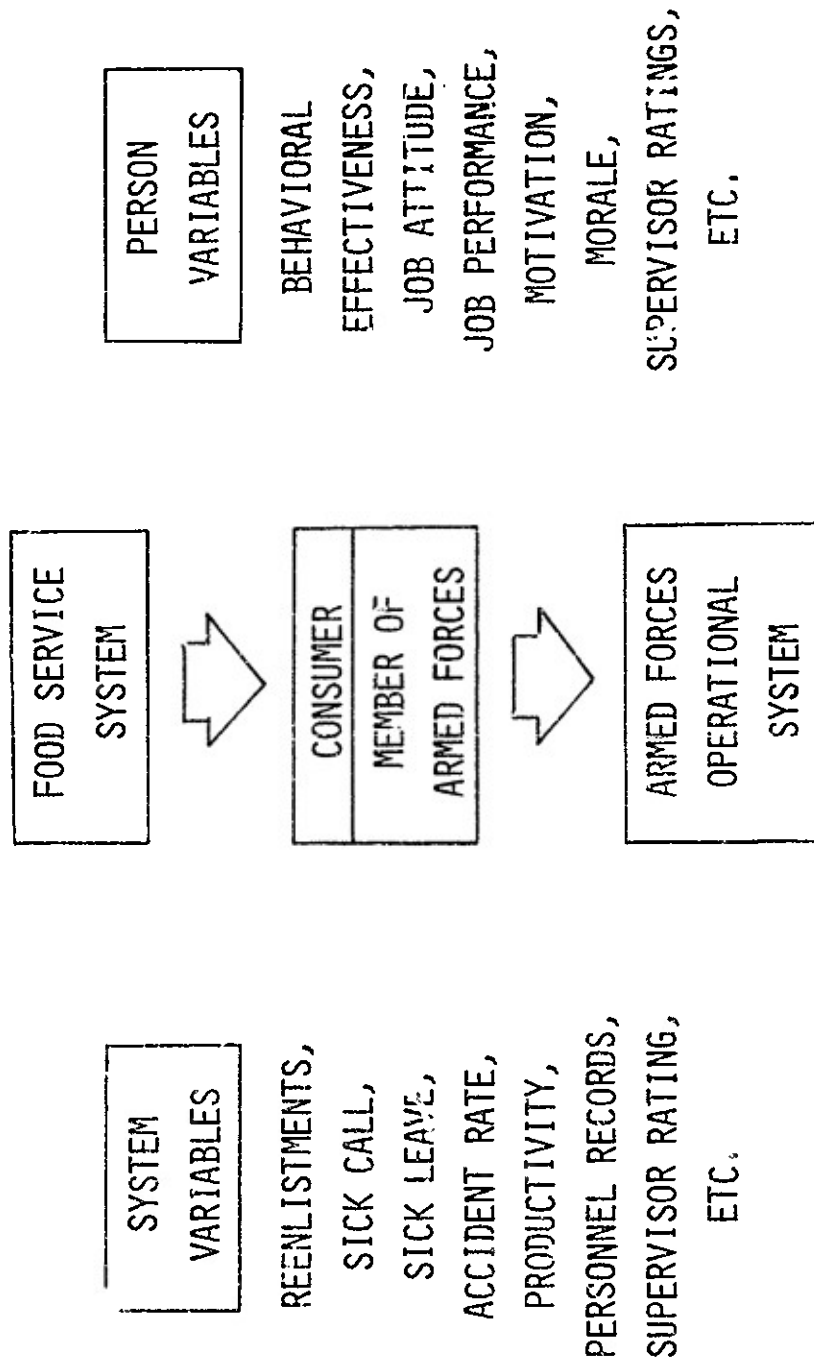 SYSTEM
VARIABLES
REENLISTMENTS,
SICK CALL,
SICK LEAVE,
ACCIDENT RATE,
PRODUCTIVITY,
PERSONNEL RECORDS,
SUPERVISOR RATING,
ETC.
FOOD SERVICE
SYSTEM
CONSUMER
MEMBER OF
ARMED FORCES
ARMED FORCES
OPERATIONAL
SYSTEM
PERSON
VARIABLES
BEHAVIORAL
EFFECTIVENESS,
JOB ATTITUDE,
JOB PERFORMANCE,
MOTIVATION,
MORALE,
SUPERVISOR RATINGS,
ETC.